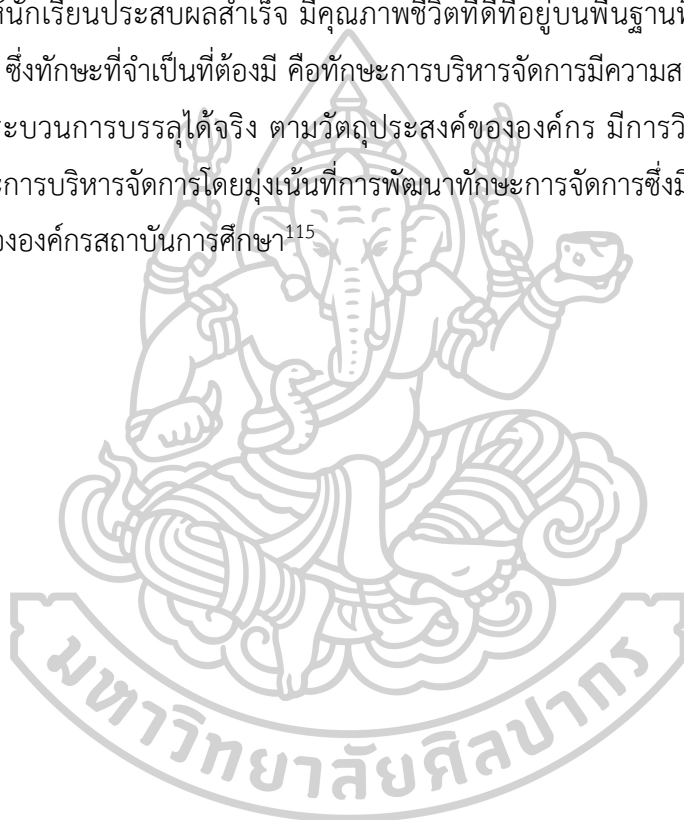 นักเรียนประสบผลสำเร็จ มีคุณภาพชีวิตที่ดีที่อยู่บนพื้นฐาน
ซึ่งทักษะที่จำเป็นที่ต้องมี คือทักษะการบริหารจัดการมีความส
ระบวนการบรรลุได้จริง ตามวัตถุประสงค์ขององค์กร มีการวิ
ะการบริหารจัดการโดยมุ่งเน้นที่การพัฒนาทักษะการจัดการซึ่งมี
ององค์กรสถาบันการศึกษา115
มหาวิทยาลัยศิลปากร